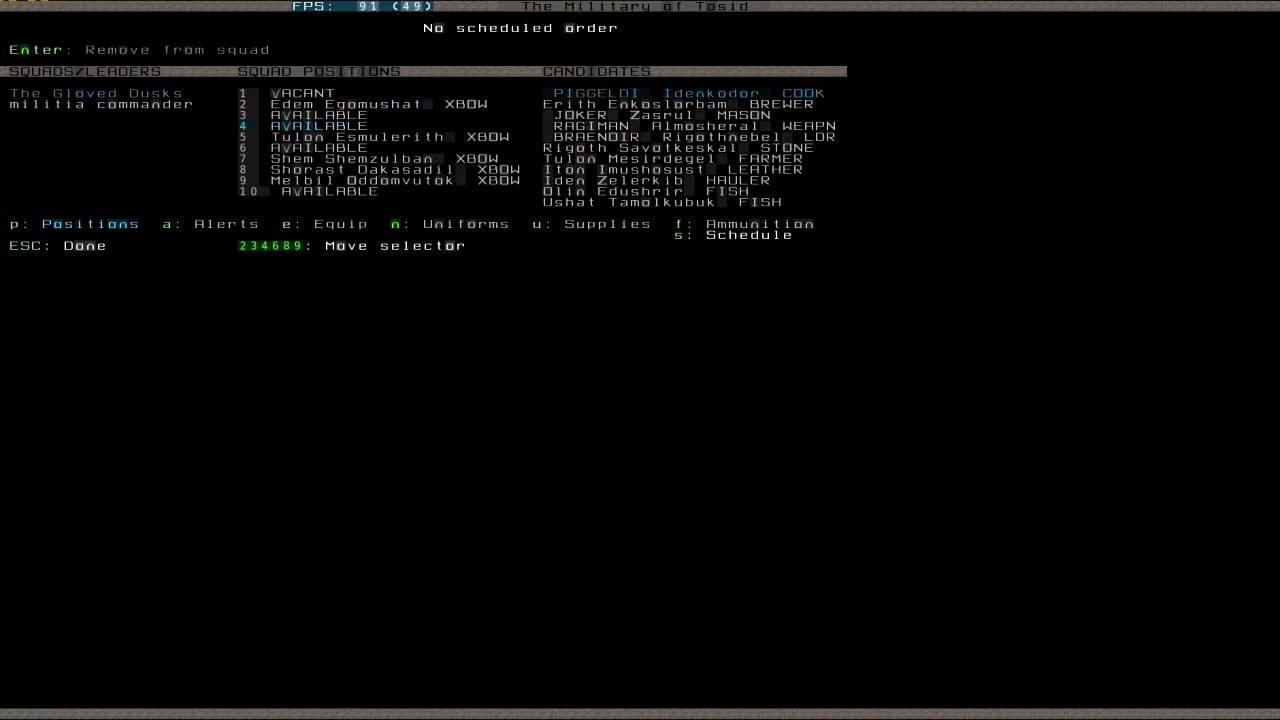 FPS: 91 (49) The Military of Tosid
No scheduled order
Enter: Remove from squad
SQUADS/LEADERS SQUAD POSITIONS CANDIDATES
The Gloved Dusks 1 VACANT PIGGELDI Idenkodor COOK
militia commander 2 Edem Egomushat XBOW Erith Enkoslorbam BREWER
3 AVAILABLE JOKER Zasrul MASON
4 AVAILABLE RAGIMAN Almosheral WEAPN
5 Tulon Esmulerith XBOW BRAENOIR Rigothnebel LDR
6 AVAILABLE Rigoth Savotkeskal STONE
7 Shem Shemzulban XBOW Tulon Mesirdegel FARMER
8 Shorast Dakasadil XBOW Iton Imushosust LEATHER
9 Melbil Oddomvutok XBOW Iden Zelerkib HAULER
10 AVAILABLE Olin Edushrir FISH
Ushat Tamolkubuk FISH
p: Positions a: Alerts e: Equip n: Uniforms u: Supplies f: Ammunition
s: Schedule
ESC: Done 234689: Move selector